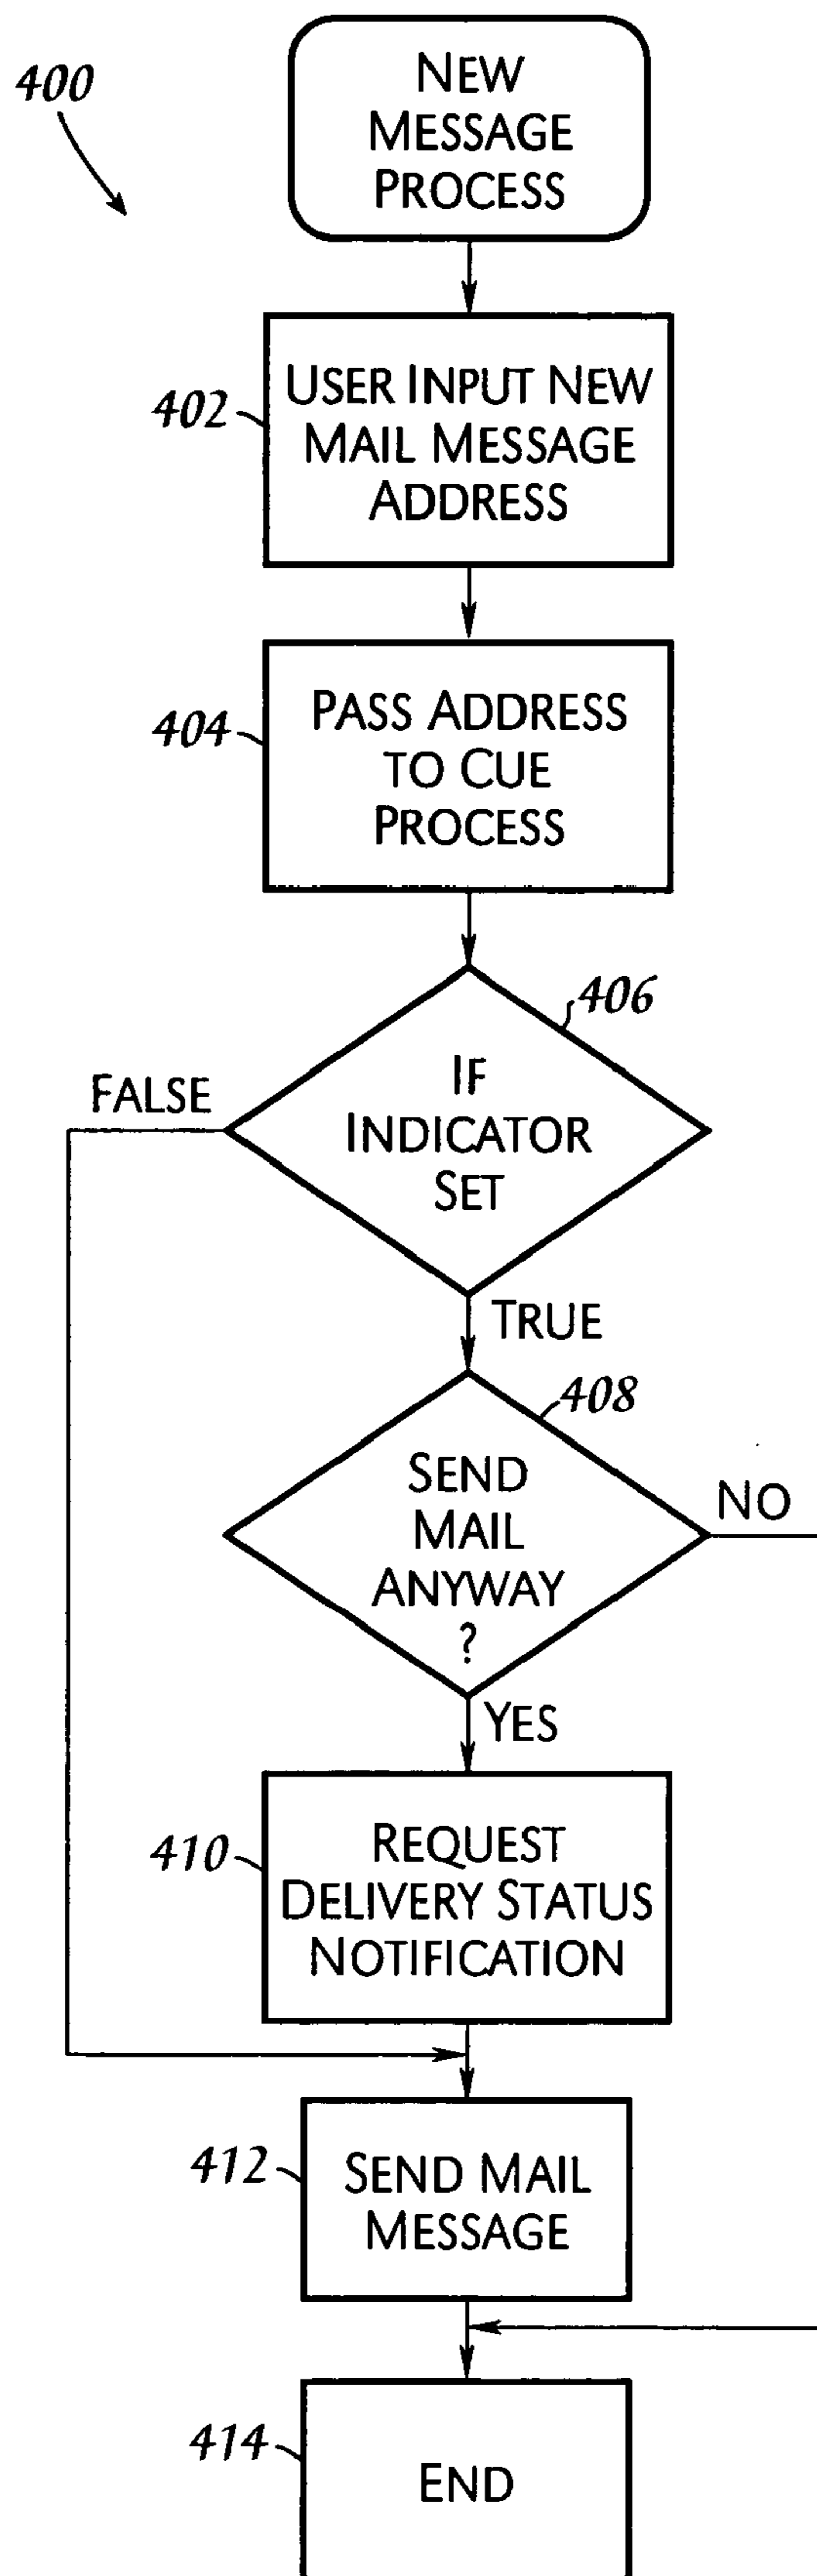 400
NEW
MESSAGE
PROCESS
402
USER INPUT NEW
MAIL MESSAGE
ADDRESS
404
PASS ADDRESS
TO CUE
PROCESS
406
IF
INDICATOR
SET
FALSE
TRUE
408
SEND
MAIL
ANYWAY
?
NO
YES
410
REQUEST
DELIVERY STATUS
NOTIFICATION
412
SEND MAIL
MESSAGE
414
END